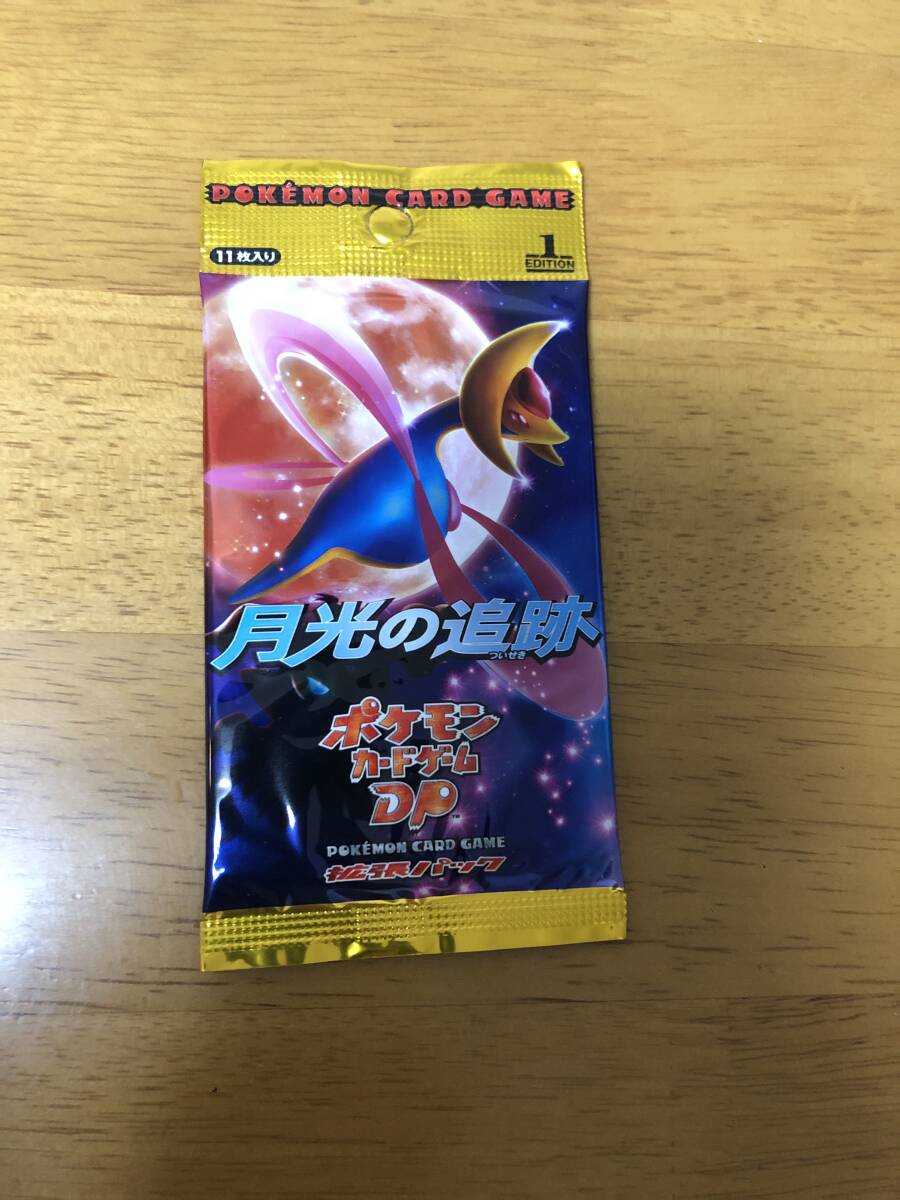 POKÉMON CARD GAME
11枚入り
1
EDITION
月光の追跡
ついせき
ポケモン
カードゲーム
DP™
POKÉMON CARD GAME
拡張パック